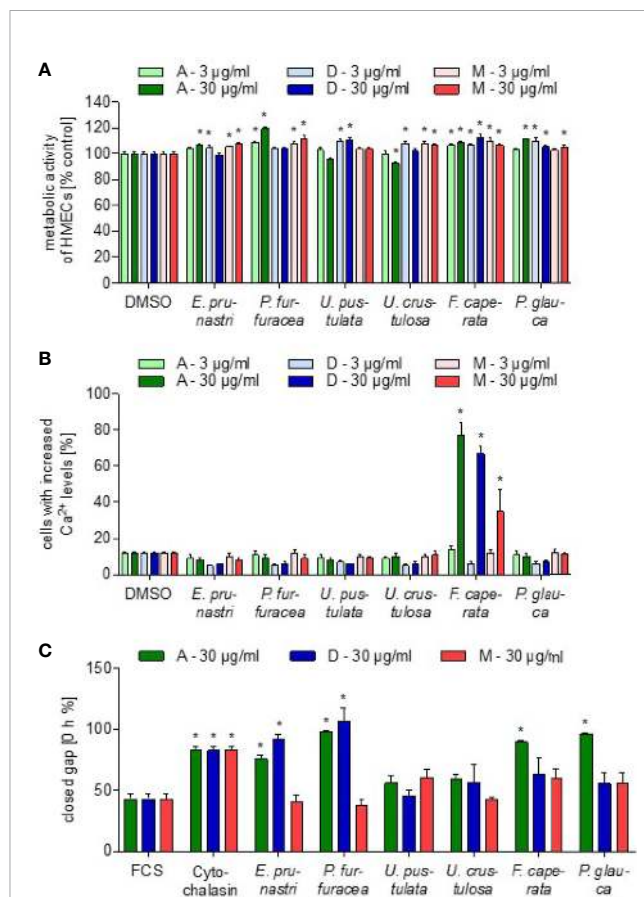 A
A - 3 µg/ml D - 3 µg/ml M - 3 µg/ml
A - 30 µg/ml D - 30 µg/ml M - 30 µg/ml
metabolic activity
of HMECs [% control]
140
120
100
80
60
40
20
0
* * * * * * * * * * * * * * * * * * * * * * * * *
DMSO E. pru- P. fur- U. pus- U. crus- F. cape- P. glau-
nastri furacea tulata tulosa rata ca
B
A - 3 µg/ml D - 3 µg/ml M - 3 µg/ml
A - 30 µg/ml D - 30 µg/ml M - 30 µg/ml
cells with increased
Ca²⁺ levels [%]
100
80
60
40
20
0
* * *
DMSO E. pru- P. fur- U. pus- U. crus- F. cape- P. glau-
nastri furacea tulata tulosa rata ca
C
A - 30 µg/ml D - 30 µg/ml M - 30 µg/ml
closed gap [0 h %]
150
100
50
0
* * * * * * * * *
FCS Cyto- E. pru- P. fur- U. pus- U. crus- F. cape- P. glau-
chalasin nastri furacea tulata tulosa rata ca